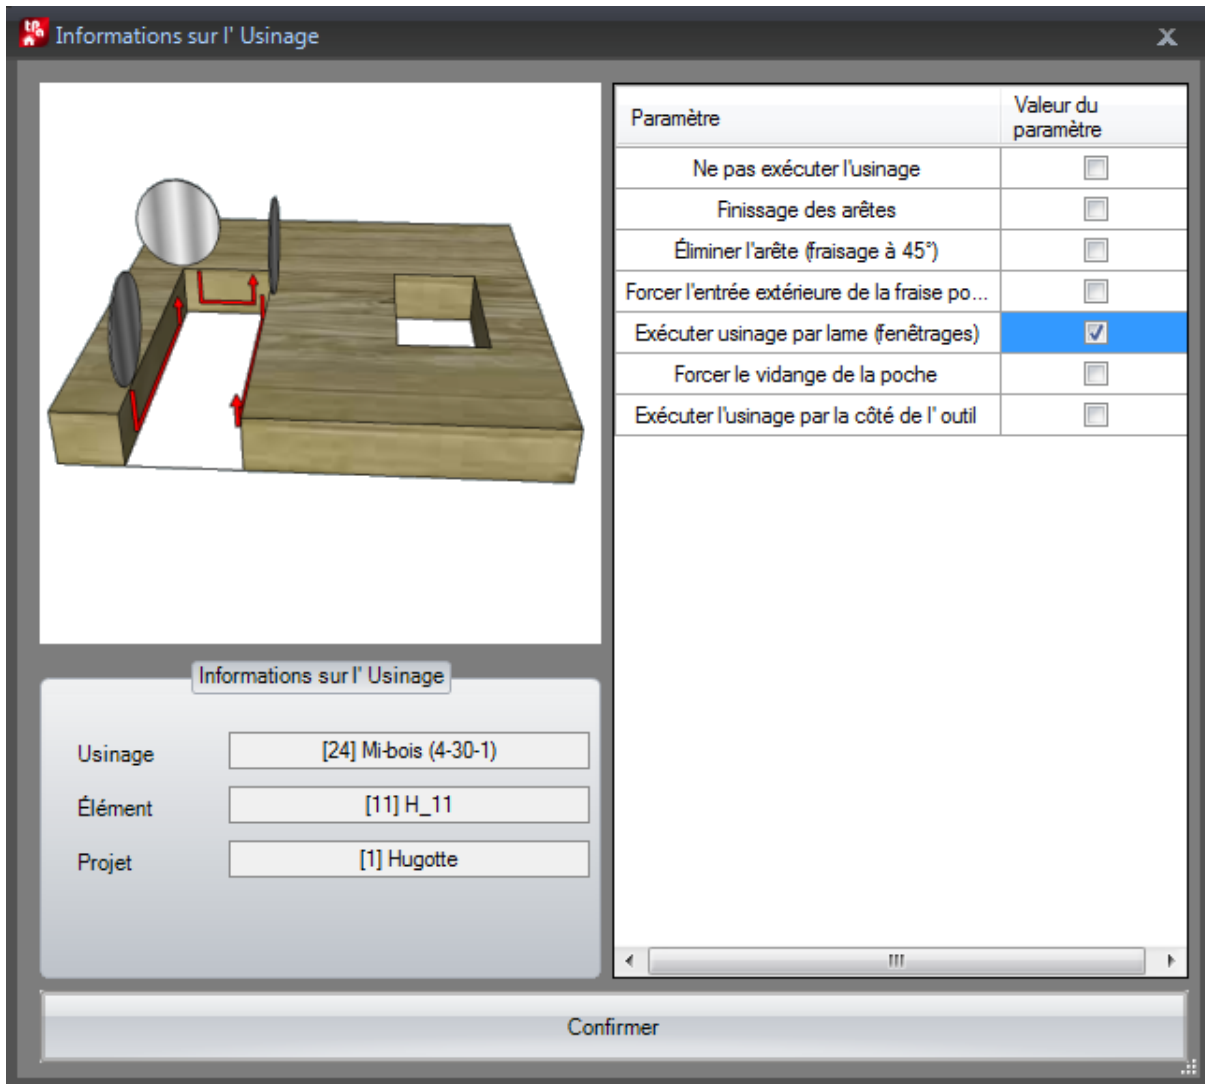 Informations sur l' Usinage
Paramètre
Valeur du
paramètre
Ne pas exécuter l'usinage
Finissage des arêtes
Éliminer l'arête (fraisage à 45°)
Forcer l'entrée extérieure de la fraise po...
Exécuter usinage par lame (fenêtrages)
Forcer le vidange de la poche
Exécuter l'usinage par la côté de l' outil
Informations sur l' Usinage
Usinage [24] Mi-bois (4-30-1)
Élément [11] H_11
Projet [1] Hugotte
Confirmer